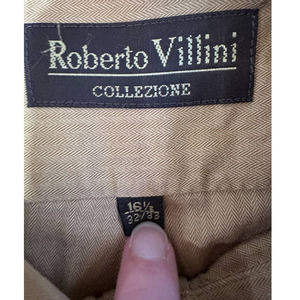 Roberto Villini
COLLEZIONE
16½
32/33